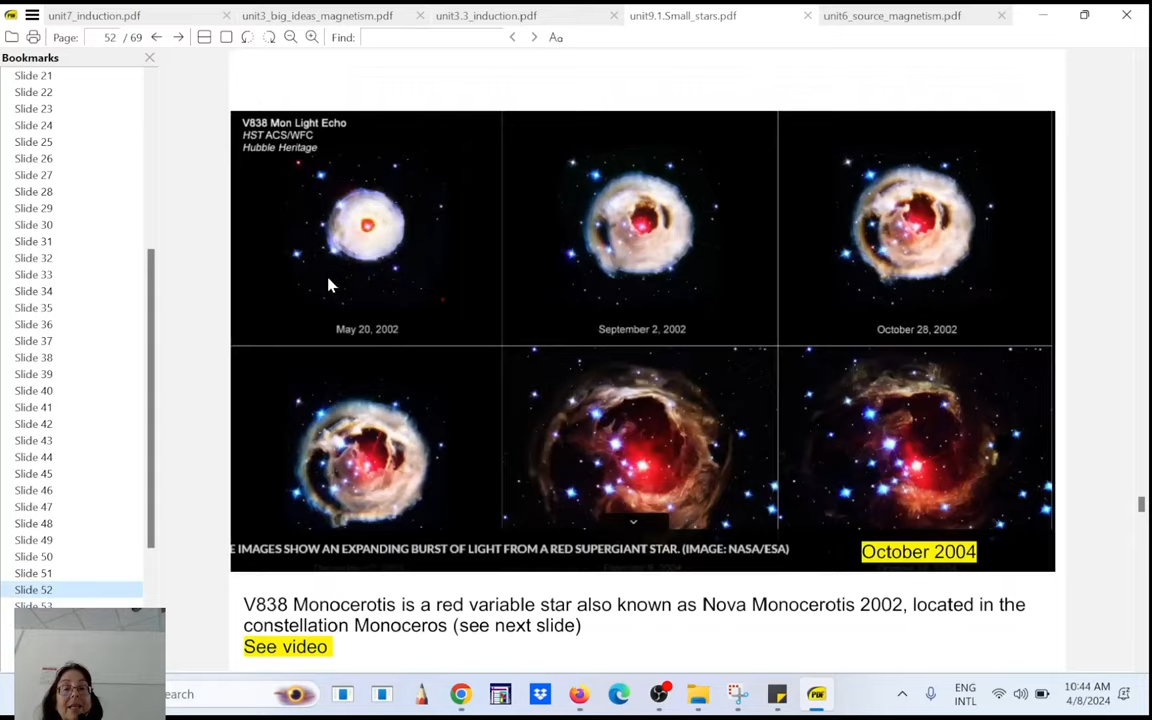 unit7_induction.pdf
unit3_big_ideas_magnetism.pdf
unit3.3_induction.pdf
unit9.1.Small_stars.pdf
unit6_source_magnetism.pdf
Page: 52 / 69
Find:
Aa
Bookmarks
Slide 21
Slide 22
Slide 23
Slide 24
Slide 25
Slide 26
Slide 27
Slide 28
Slide 29
Slide 30
Slide 31
Slide 32
Slide 33
Slide 34
Slide 35
Slide 36
Slide 37
Slide 38
Slide 39
Slide 40
Slide 41
Slide 42
Slide 43
Slide 44
Slide 45
Slide 46
Slide 47
Slide 48
Slide 49
Slide 50
Slide 51
Slide 52
Slide 53
V838 Mon Light Echo
HST ACS/WFC
Hubble Heritage
May 20, 2002
September 2, 2002
October 28, 2002
E IMAGES SHOW AN EXPANDING BURST OF LIGHT FROM A RED SUPERGIANT STAR. (IMAGE: NASA/ESA)
October 2004
V838 Monocerotis is a red variable star also known as Nova Monocerotis 2002, located in the
constellation Monoceros (see next slide)
See video
earch
ENG
INTL
10:44 AM
4/8/2024